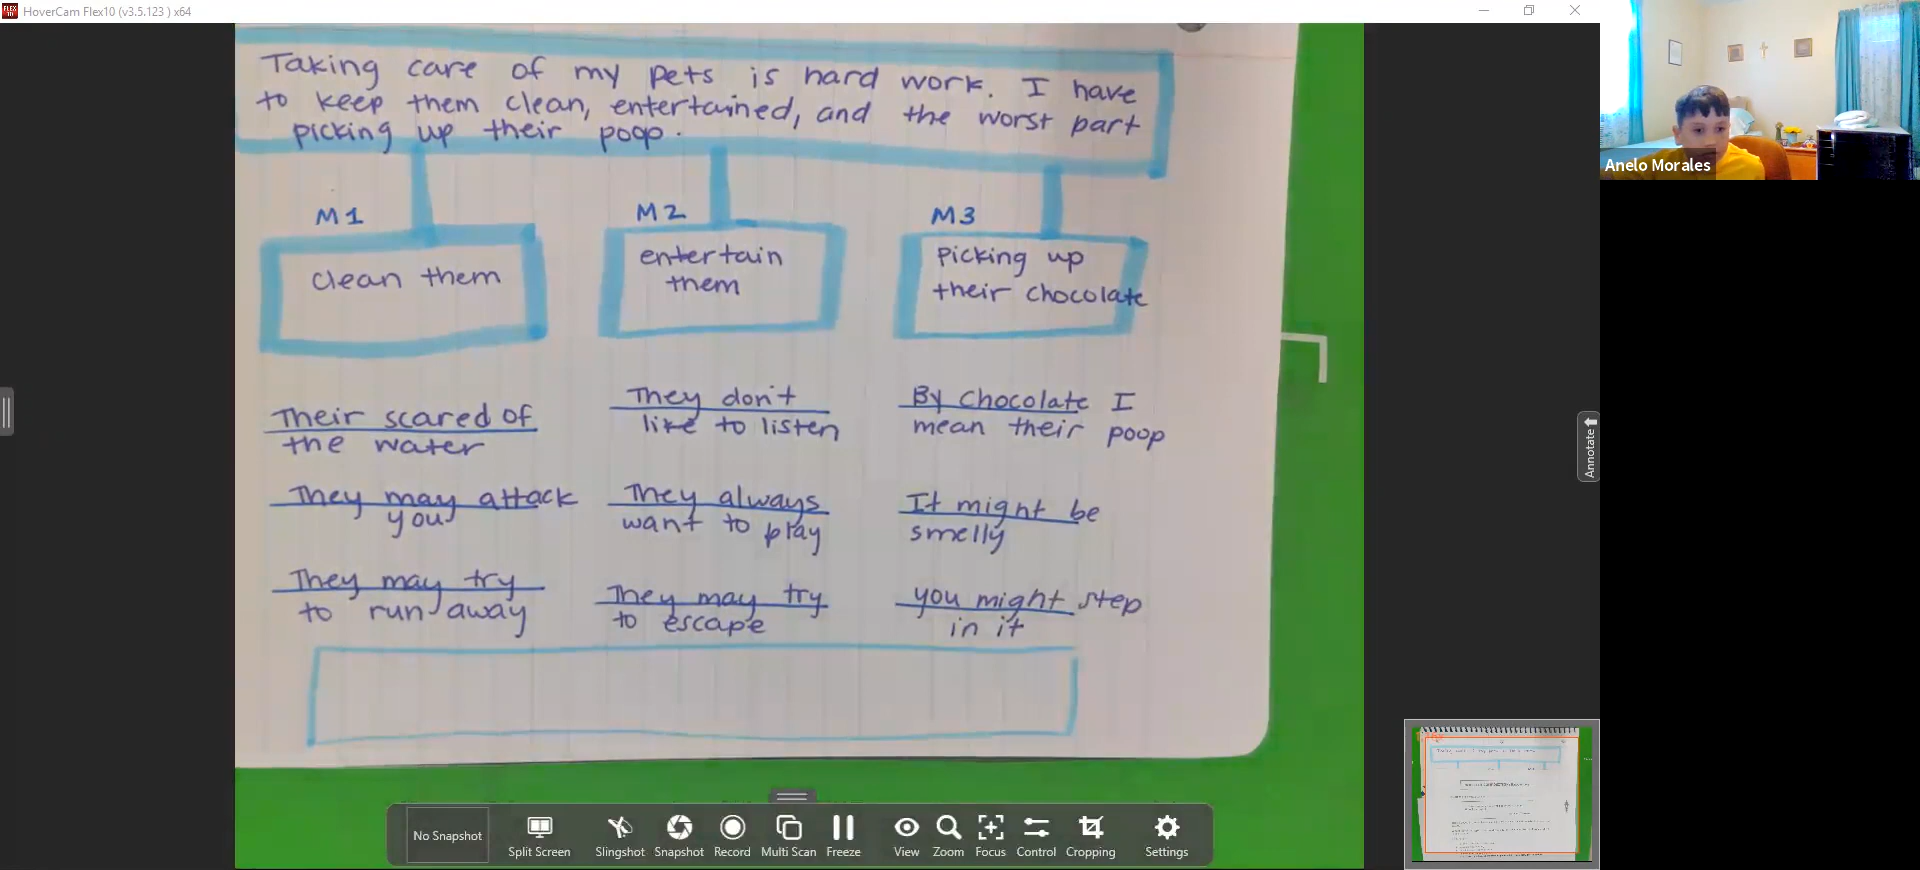 HoverCam Flex10 (v3.5.123 ) x64
Taking care of my pets is hard work. I have
to keep them clean, entertained, and the worst part
picking up their poop.
M1
clean them
Their scared of
the water
They may attack
you
They may try
to run away
M2
entertain
them
They don't
like to listen
They always
want to play
They may try
to escape
M3
Picking up
their chocolate
By chocolate I
mean their poop
It might be
smelly
you might step
in it
Anelo Morales
Annotate
No Snapshot
Split Screen
Slingshot
Snapshot
Record
Multi Scan
Freeze
View
Zoom
Focus
Control
Cropping
Settings